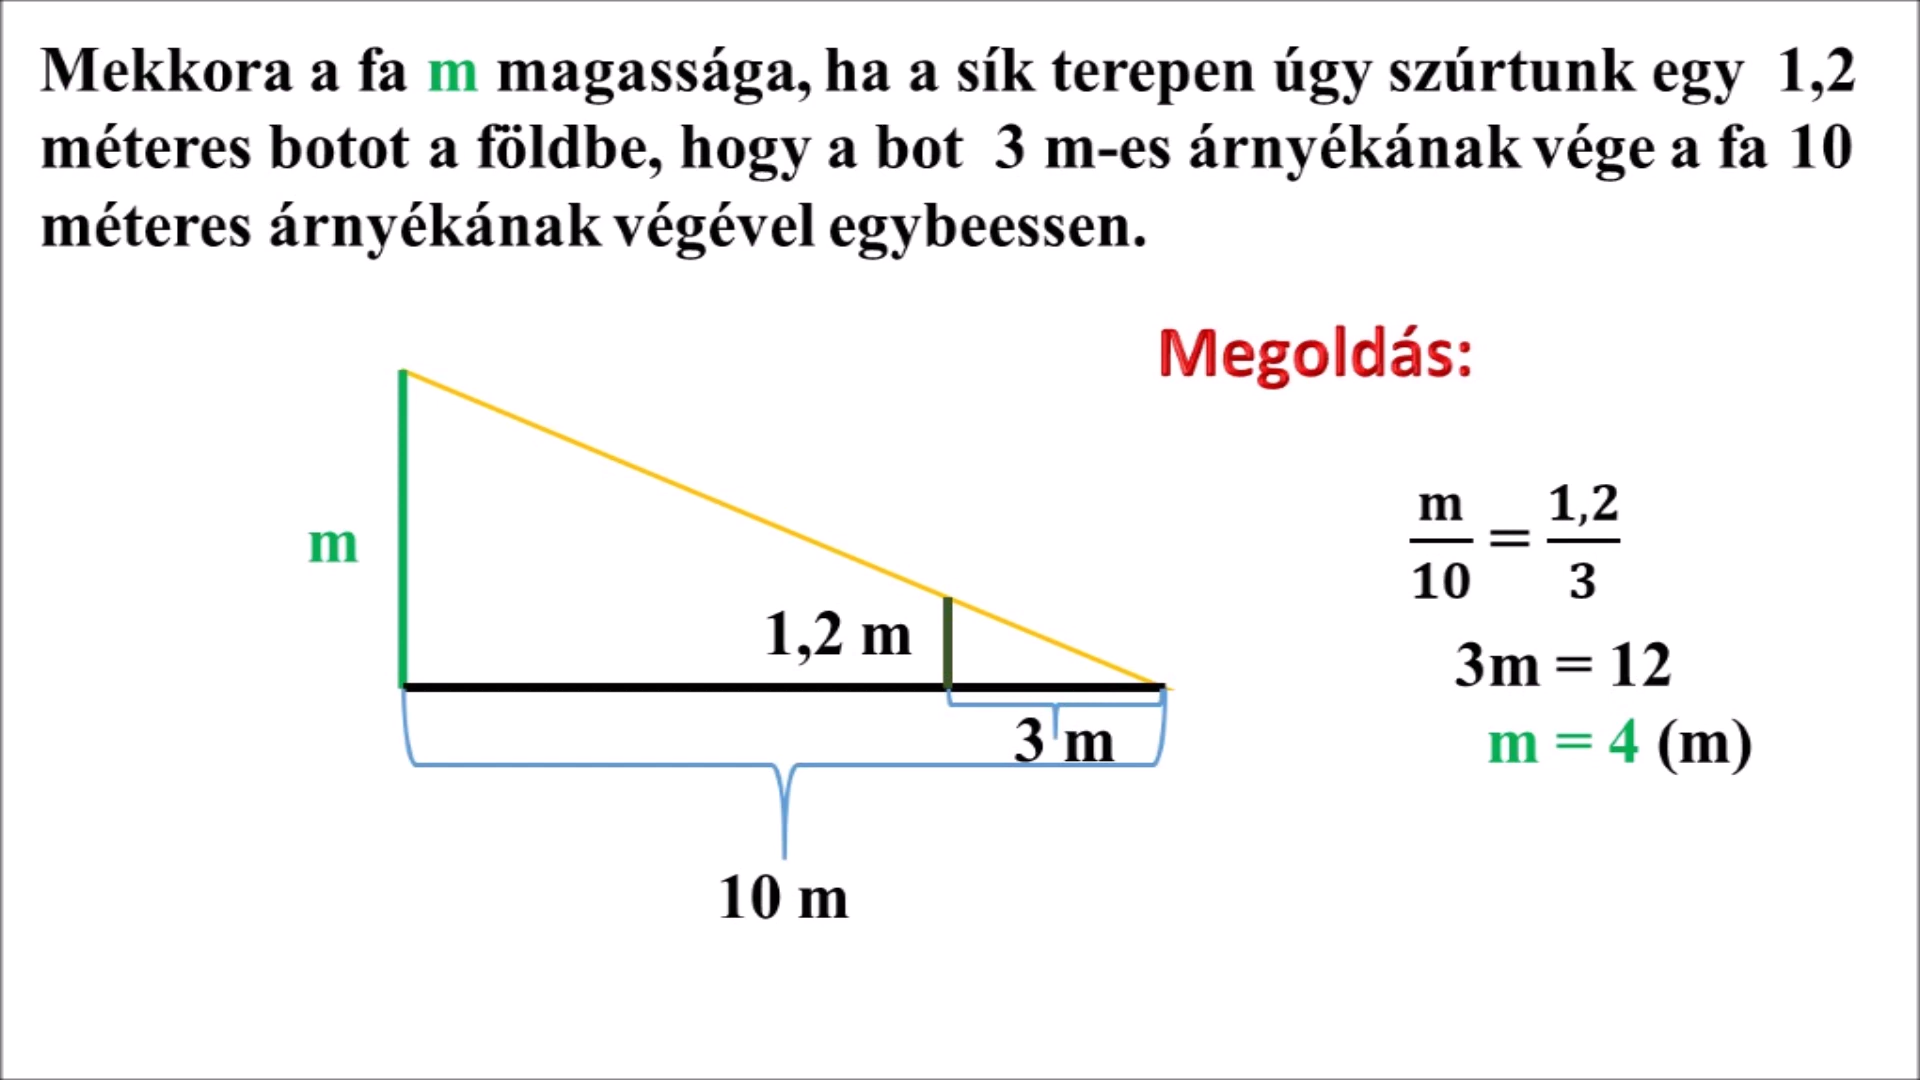 Mekkora a fa m magassága, ha a sík terepen úgy szúrtunk egy 1,2
méteres botot a földbe, hogy a bot 3 m-es árnyékának vége a fa 10
méteres árnyékának végével egybeessen.
Megoldás:
m/10 = 1,2/3
3m = 12
m = 4 (m)
m
1,2 m
3 m
10 m